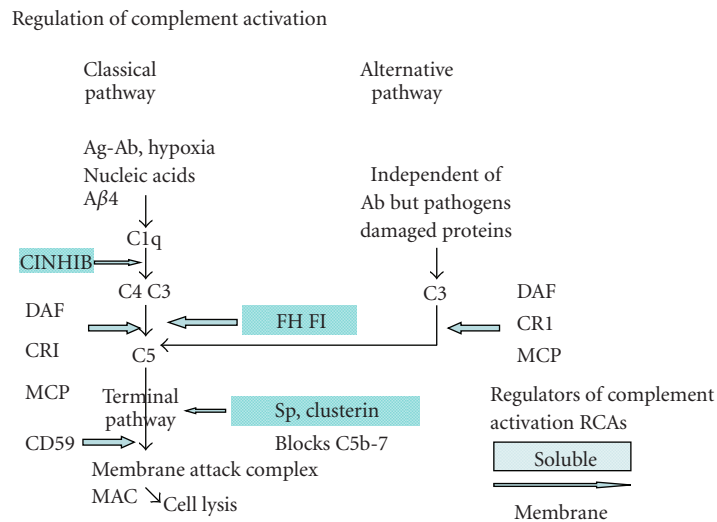 Regulation of complement activation
Classical
pathway
Alternative
pathway
Ag-Ab, hypoxia
Nucleic acids
Aβ4
Independent of
Ab but pathogens
damaged proteins
C1q
CINHIB
C4 C3
C3
DAF
CRI
MCP
FH FI
DAF
CR1
MCP
C5
Terminal
pathway
Sp, clusterin
Blocks C5b-7
CD59
Membrane attack complex
MAC
Cell lysis
Regulators of complement
activation RCAs
Soluble
Membrane